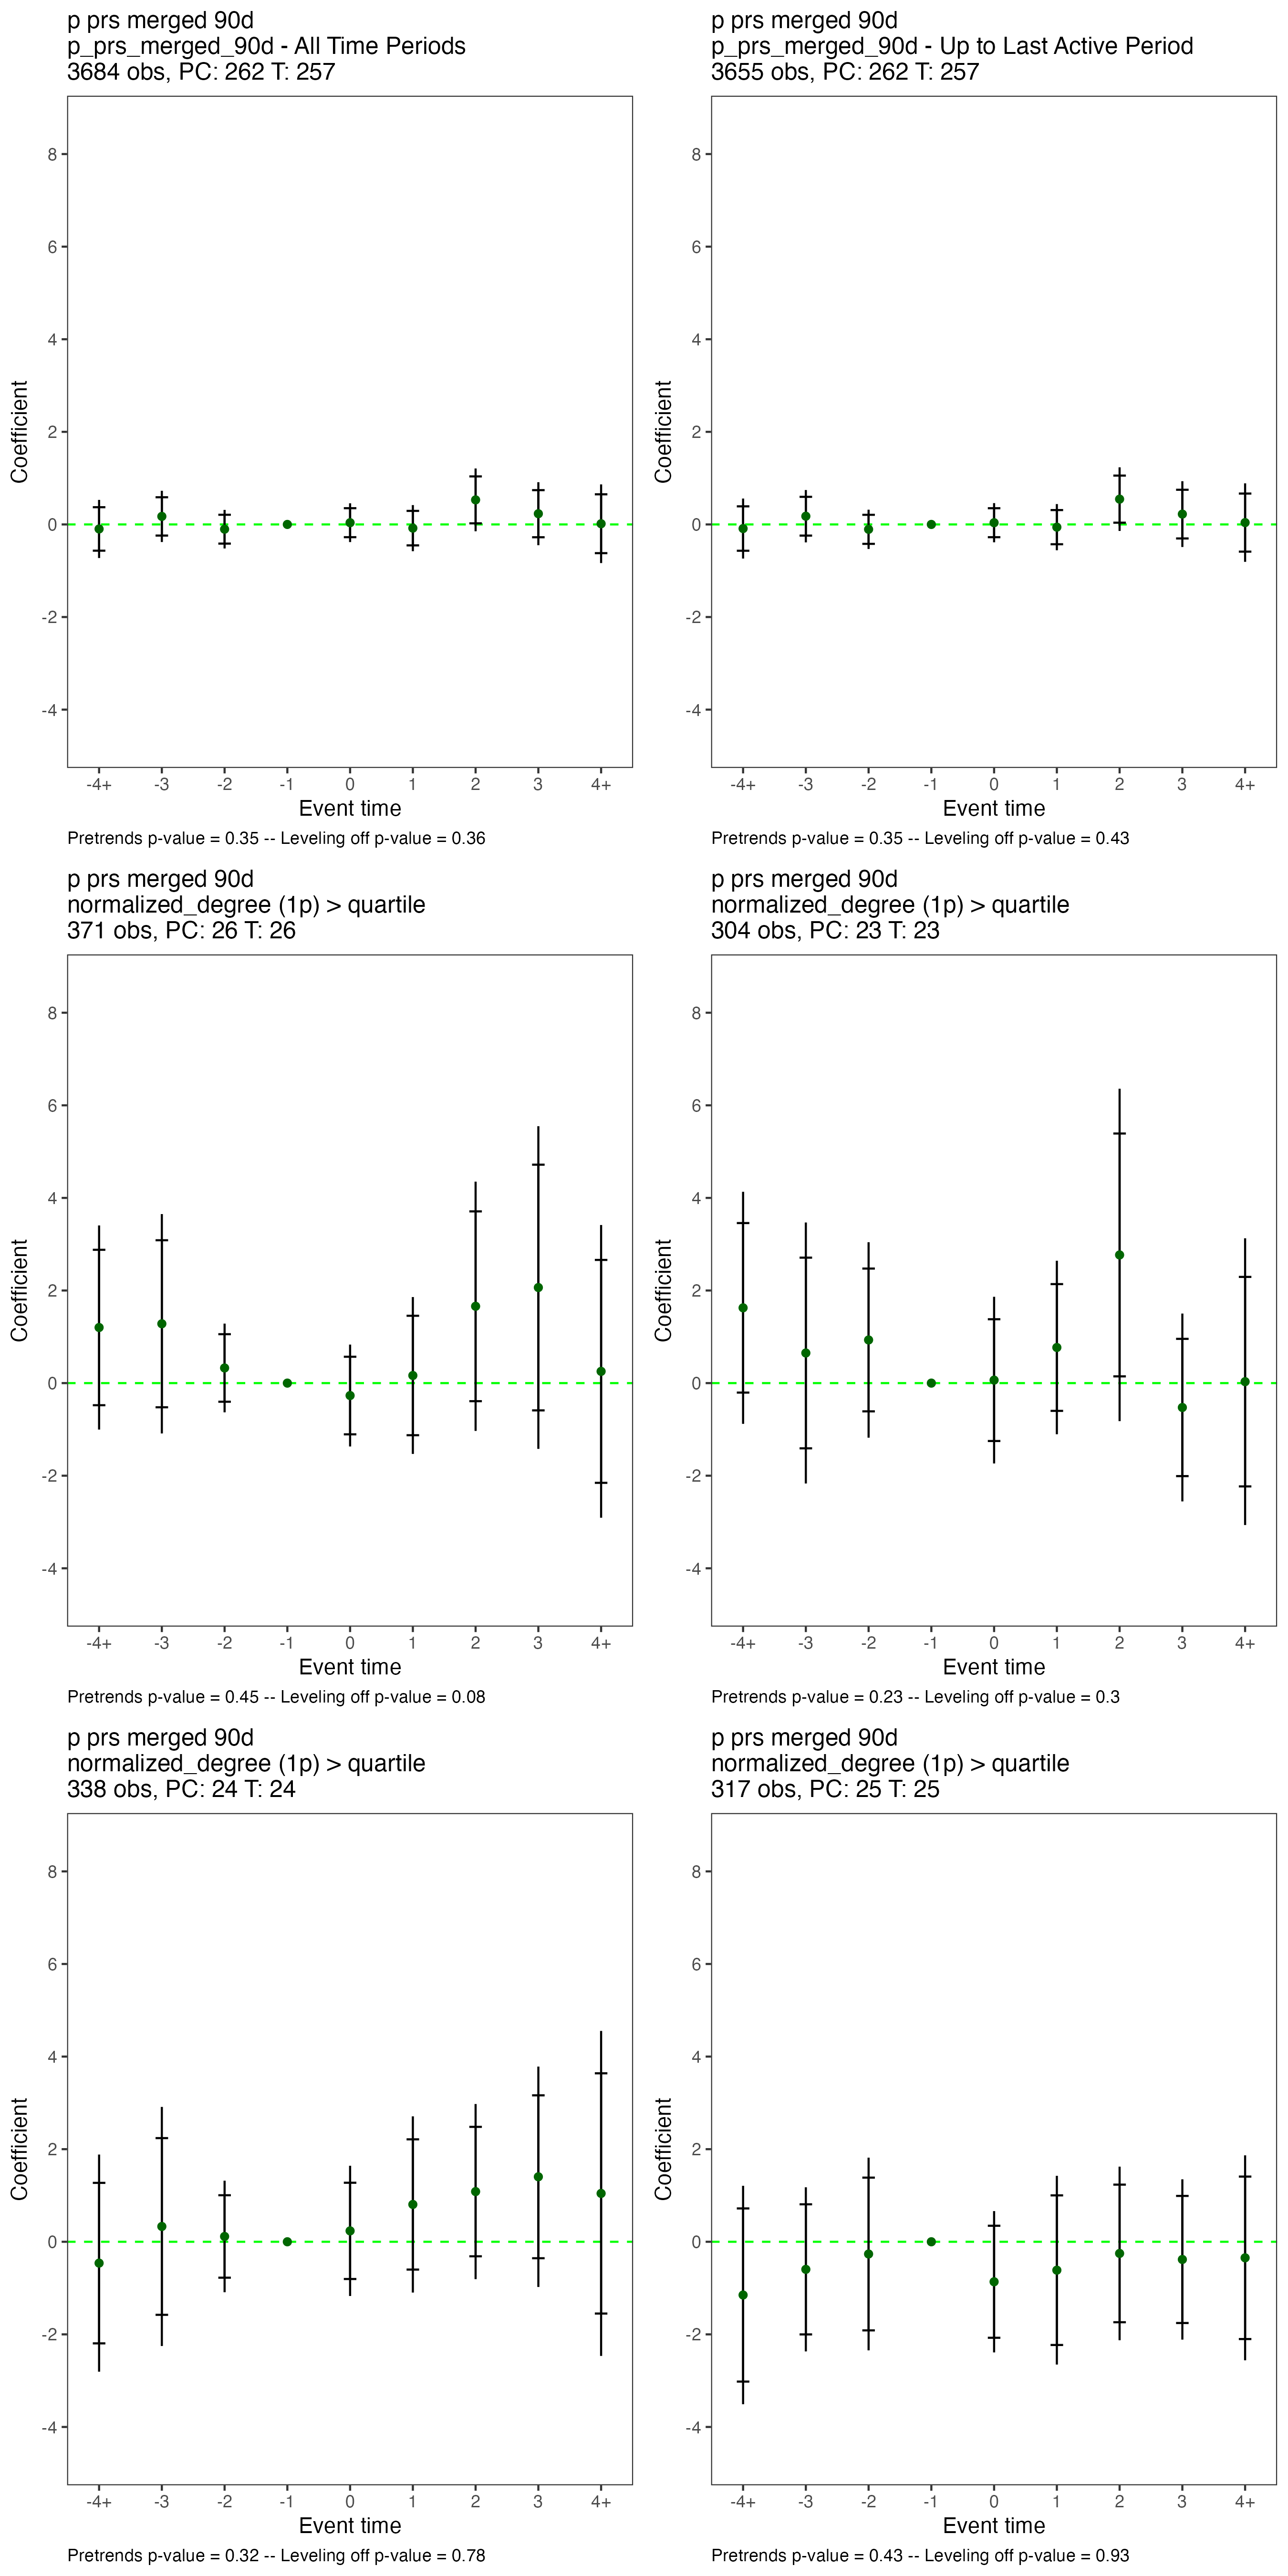 p prs merged 90d
p_prs_merged_90d - All Time Periods
3684 obs, PC: 262 T: 257
8
6
4
2
0
-2
-4
Coefficient
-4+ -3 -2 -1 0 1 2 3 4+
Event time
Pretrends p-value = 0.35 -- Leveling off p-value = 0.36
p prs merged 90d
p_prs_merged_90d - Up to Last Active Period
3655 obs, PC: 262 T: 257
8
6
4
2
0
-2
-4
Coefficient
-4+ -3 -2 -1 0 1 2 3 4+
Event time
Pretrends p-value = 0.35 -- Leveling off p-value = 0.43
p prs merged 90d
normalized_degree (1p) > quartile
371 obs, PC: 26 T: 26
8
6
4
2
0
-2
-4
Coefficient
-4+ -3 -2 -1 0 1 2 3 4+
Event time
Pretrends p-value = 0.45 -- Leveling off p-value = 0.08
p prs merged 90d
normalized_degree (1p) > quartile
304 obs, PC: 23 T: 23
8
6
4
2
0
-2
-4
Coefficient
-4+ -3 -2 -1 0 1 2 3 4+
Event time
Pretrends p-value = 0.23 -- Leveling off p-value = 0.3
p prs merged 90d
normalized_degree (1p) > quartile
338 obs, PC: 24 T: 24
8
6
4
2
0
-2
-4
Coefficient
-4+ -3 -2 -1 0 1 2 3 4+
Event time
Pretrends p-value = 0.32 -- Leveling off p-value = 0.78
p prs merged 90d
normalized_degree (1p) > quartile
317 obs, PC: 25 T: 25
8
6
4
2
0
-2
-4
Coefficient
-4+ -3 -2 -1 0 1 2 3 4+
Event time
Pretrends p-value = 0.43 -- Leveling off p-value = 0.93